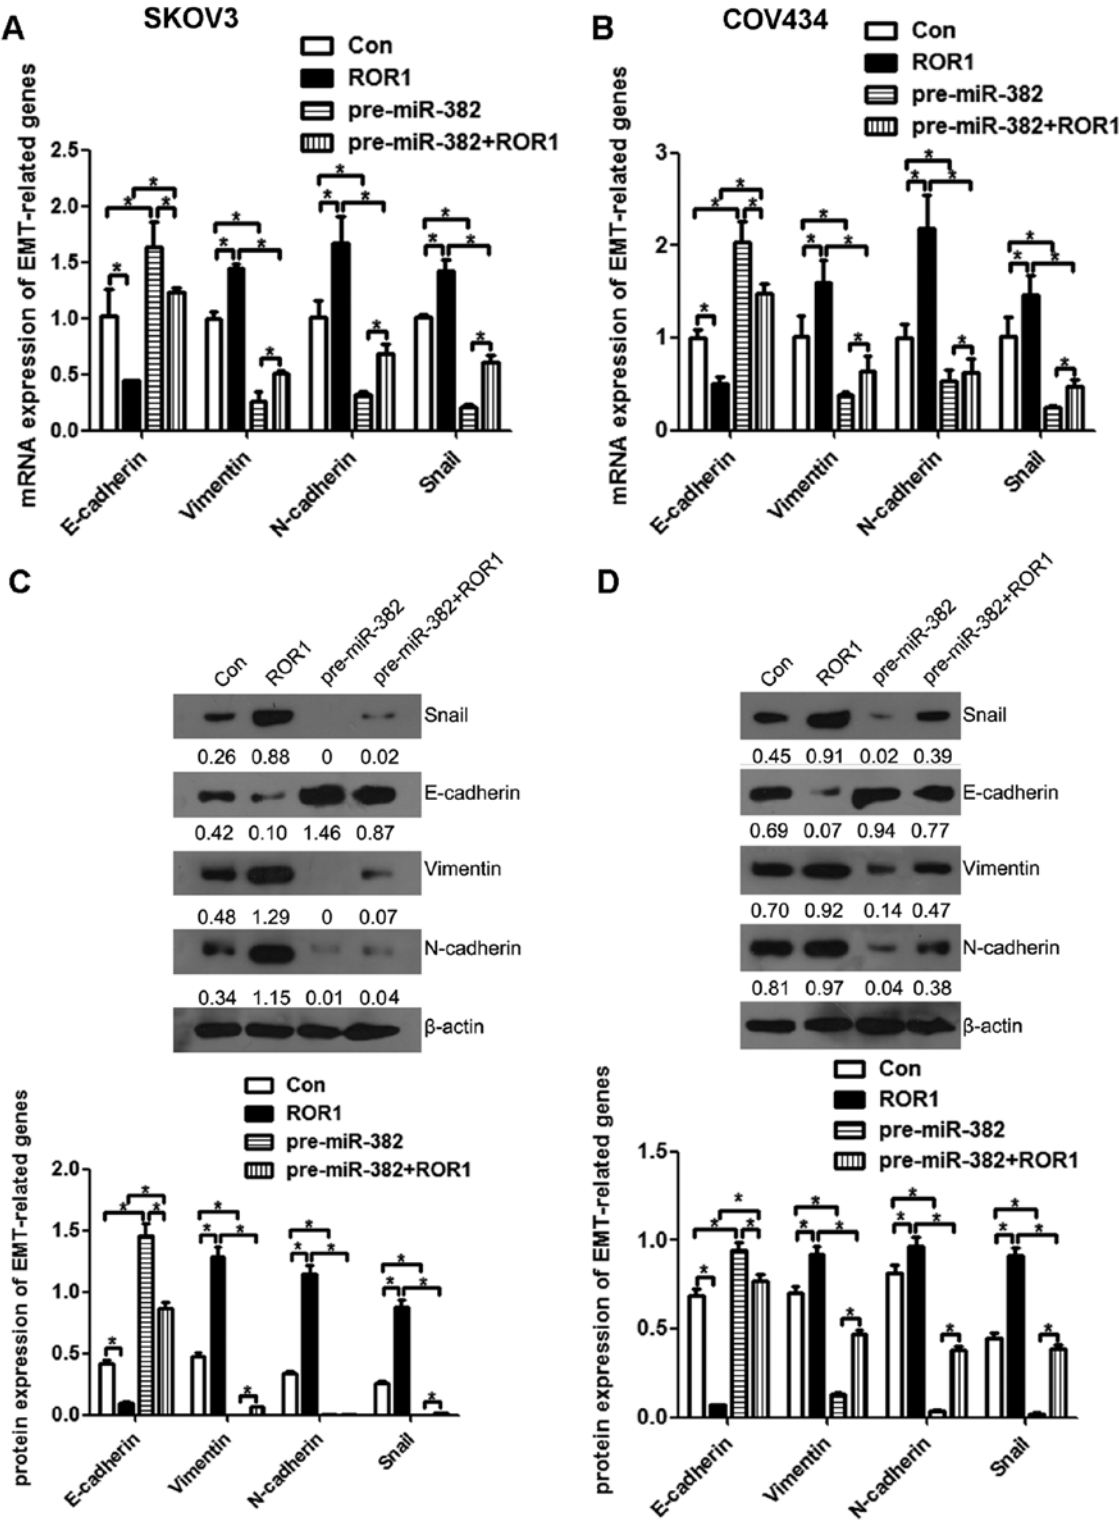 A
SKOV3
Con
ROR1
pre-miR-382
pre-miR-382+ROR1
mRNA expression of EMT-related genes
2.5
2.0
1.5
1.0
0.5
0.0
* * * *
* * *
* * * *
* * * *
E-cadherin
Vimentin
N-cadherin
Snail
B
COV434
Con
ROR1
pre-miR-382
pre-miR-382+ROR1
mRNA expression of EMT-related genes
3
2
1
0
* * * *
* * * *
* * * *
* * * *
E-cadherin
Vimentin
N-cadherin
Snail
C
Con
ROR1
pre-miR-382
pre-miR-382+ROR1
Snail
0.26 0.88 0 0.02
E-cadherin
0.42 0.10 1.46 0.87
Vimentin
0.48 1.29 0 0.07
N-cadherin
0.34 1.15 0.01 0.04
β-actin
Con
ROR1
pre-miR-382
pre-miR-382+ROR1
protein expression of EMT-related genes
2.0
1.5
1.0
0.5
0.0
* * * *
* * * *
* * *
* * * *
E-cadherin
Vimentin
N-cadherin
Snail
D
Con
ROR1
pre-miR-382
pre-miR-382+ROR1
Snail
0.45 0.91 0.02 0.39
E-cadherin
0.69 0.07 0.94 0.77
Vimentin
0.70 0.92 0.14 0.47
N-cadherin
0.81 0.97 0.04 0.38
β-actin
Con
ROR1
pre-miR-382
pre-miR-382+ROR1
protein expression of EMT-related genes
1.5
1.0
0.5
0.0
* * * *
* * * *
* * * *
* * * *
E-cadherin
Vimentin
N-cadherin
Snail